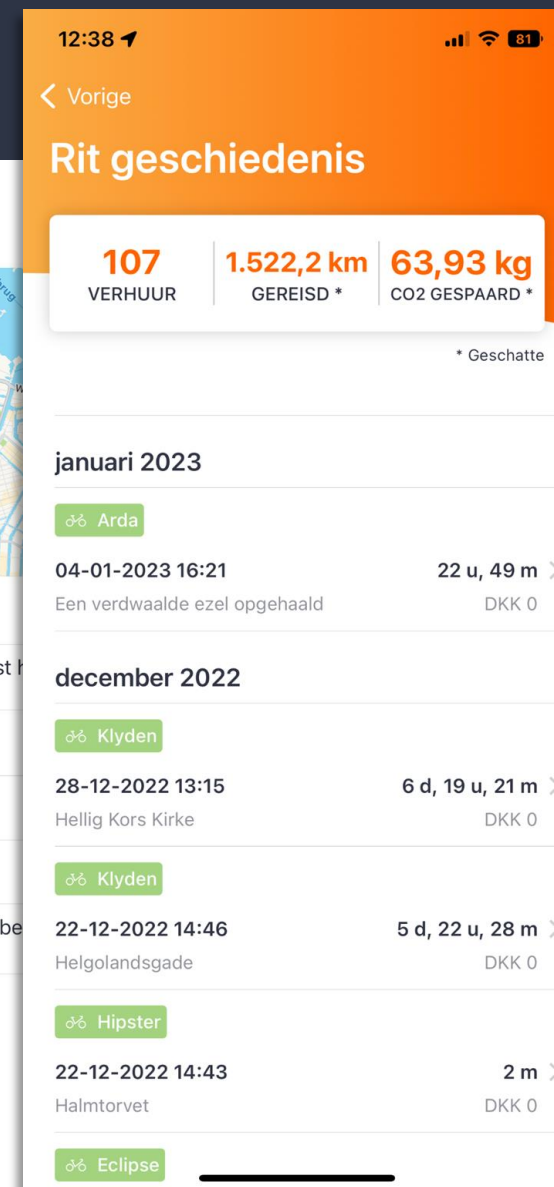 12:38
81
Vorige
Rit geschiedenis
107
VERHUUR
1.522,2 km
GEREISD *
63,93 kg
CO2 GESPAARD *
* Geschatte
januari 2023
Arda
04-01-2023 16:21
22 u, 49 m
Een verdwaalde ezel opgehaald
DKK 0
december 2022
Klyden
28-12-2022 13:15
6 d, 19 u, 21 m
Hellig Kors Kirke
DKK 0
Klyden
22-12-2022 14:46
5 d, 22 u, 28 m
Helgolandsgade
DKK 0
Hipster
22-12-2022 14:43
2 m
Halmtorvet
DKK 0
Eclipse